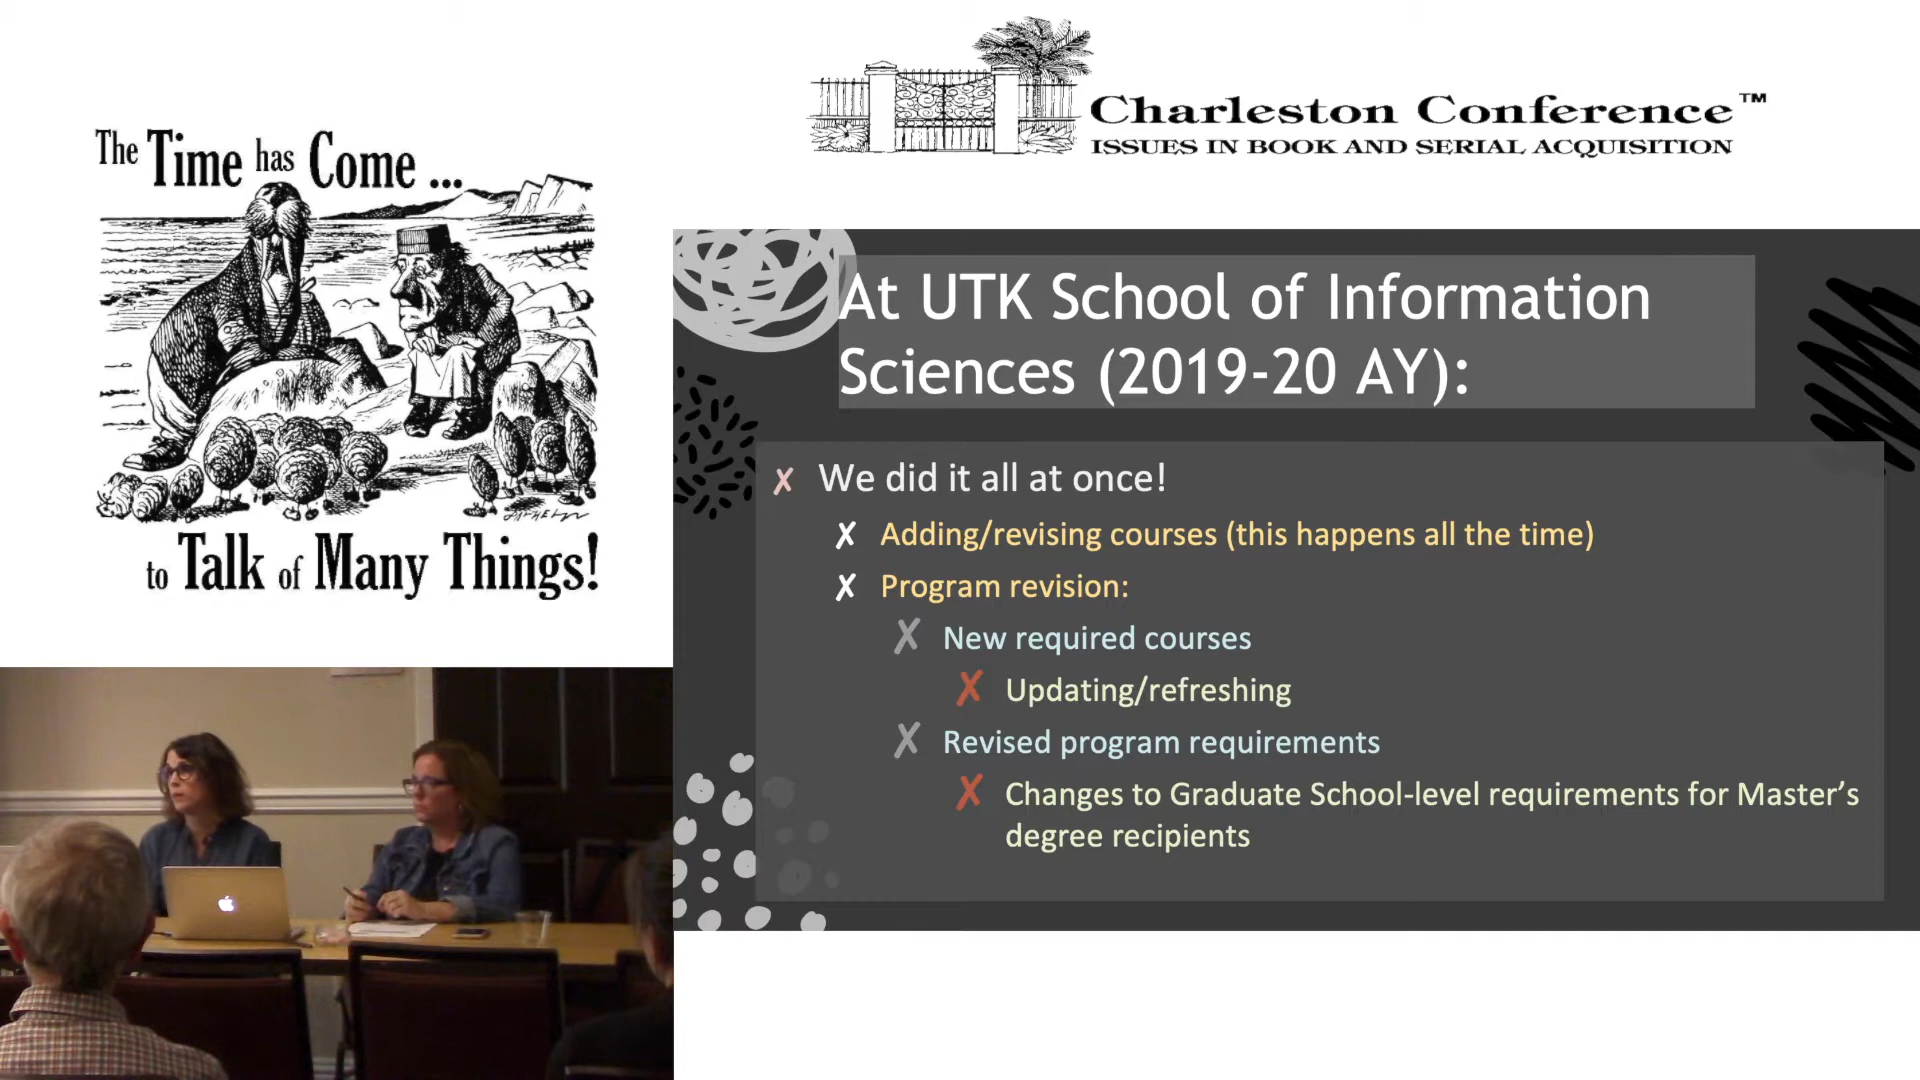 The Time has Come ...
to Talk of Many Things!
Charleston Conference™
ISSUES IN BOOK AND SERIAL ACQUISITION
At UTK School of Information
Sciences (2019-20 AY):
✗ We did it all at once!
✗ Adding/revising courses (this happens all the time)
✗ Program revision:
✗ New required courses
✗ Updating/refreshing
✗ Revised program requirements
✗ Changes to Graduate School-level requirements for Master’s
degree recipients